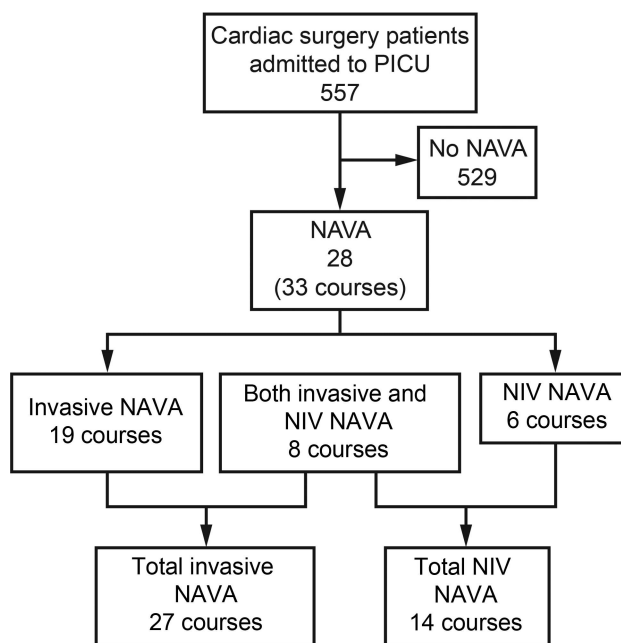 Cardiac surgery patients
admitted to PICU
557
No NAVA
529
NAVA
28
(33 courses)
Invasive NAVA
19 courses
Both invasive and
NIV NAVA
8 courses
NIV NAVA
6 courses
Total invasive
NAVA
27 courses
Total NIV
NAVA
14 courses